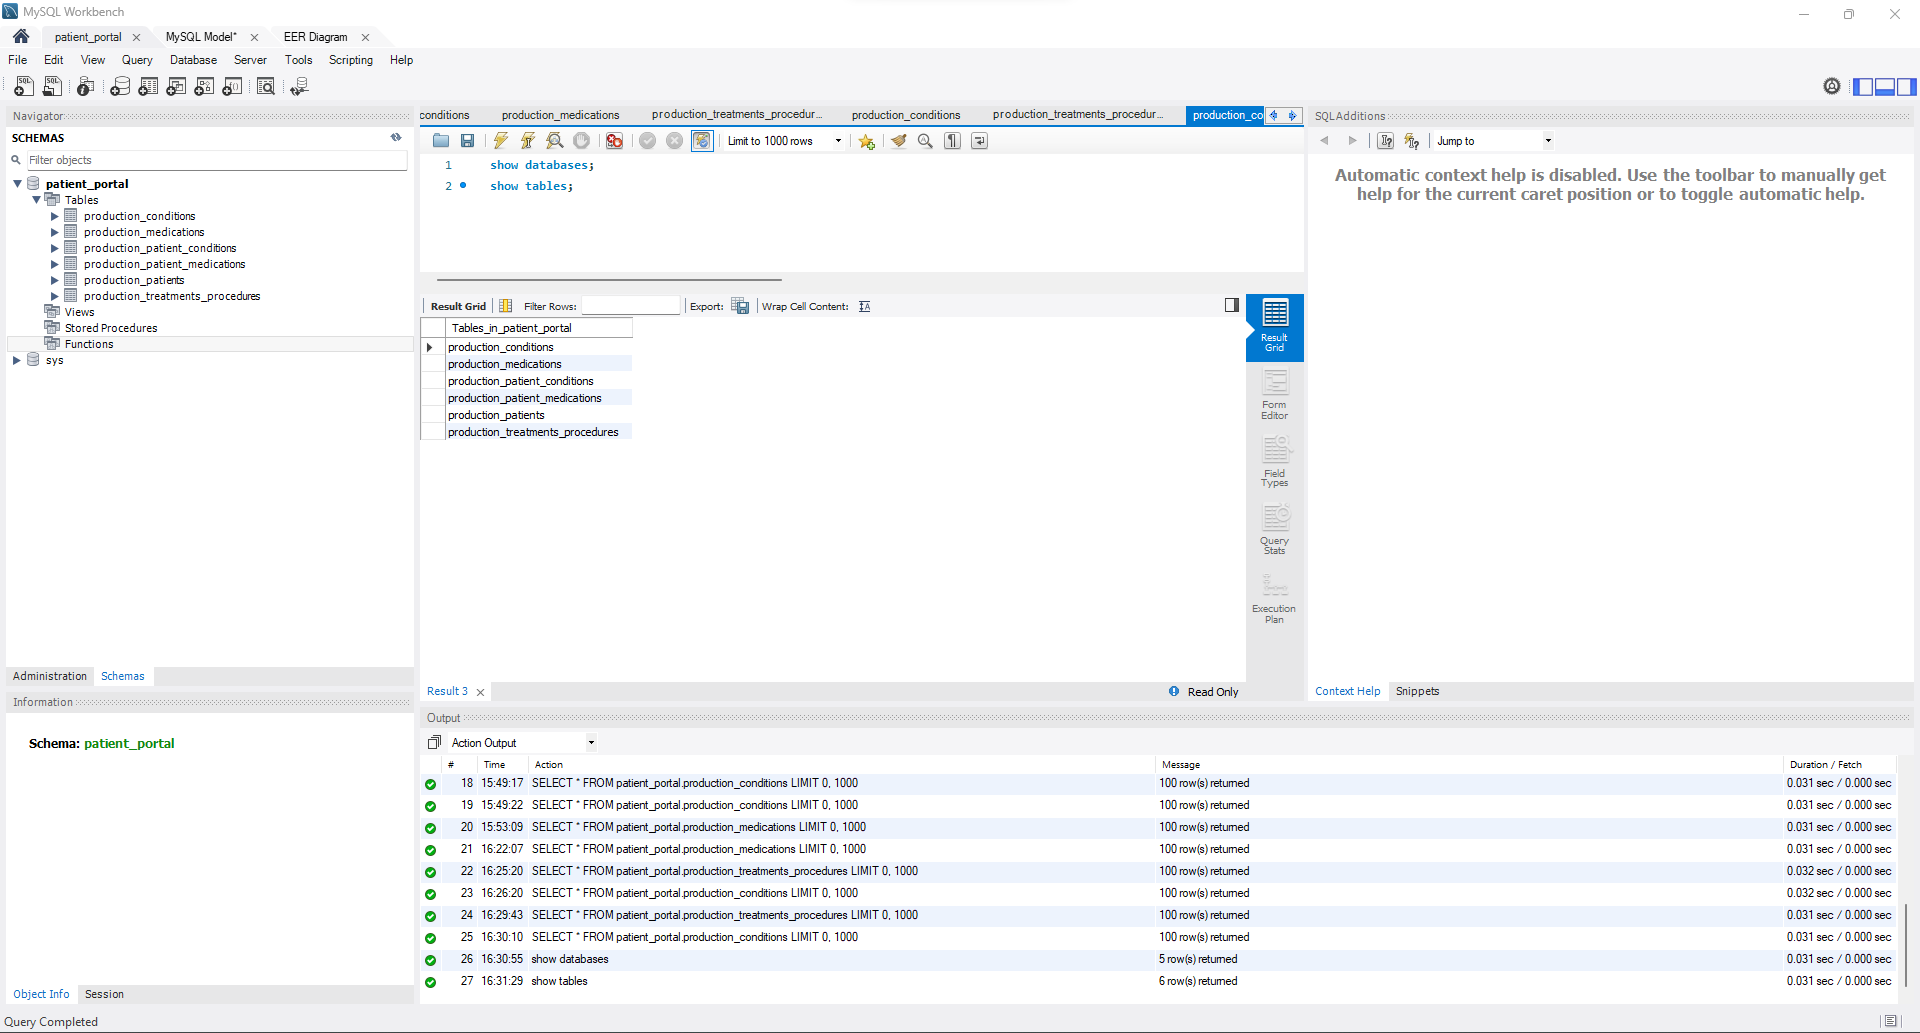 MySQL Workbench
patient_portal
MySQL Model*
EER Diagram
File Edit View Query Database Server Tools Scripting Help
Navigator
SCHEMAS
Filter objects
patient_portal
Tables
production_conditions
production_medications
production_patient_conditions
production_patient_medications
production_patients
production_treatments_procedures
Views
Stored Procedures
Functions
sys
Administration Schemas
Information
Schema: patient_portal
Object Info Session
conditions production_medications production_treatments_procedur... production_conditions production_treatments_procedur... production_co
Limit to 1000 rows
1 show databases;
2 show tables;
Result Grid Filter Rows: Export: Wrap Cell Content:
Tables_in_patient_portal
production_conditions
production_medications
production_patient_conditions
production_patient_medications
production_patients
production_treatments_procedures
Result Grid
Form Editor
Field Types
Query Stats
Execution Plan
Result 3
Read Only
SQLAdditions
Jump to
Automatic context help is disabled. Use the toolbar to manually get
help for the current caret position or to toggle automatic help.
Context Help Snippets
Output
Action Output
# Time Action Message Duration / Fetch
18 15:49:17 SELECT * FROM patient_portal.production_conditions LIMIT 0, 1000 100 row(s) returned 0.031 sec / 0.000 sec
19 15:49:22 SELECT * FROM patient_portal.production_conditions LIMIT 0, 1000 100 row(s) returned 0.031 sec / 0.000 sec
20 15:53:09 SELECT * FROM patient_portal.production_medications LIMIT 0, 1000 100 row(s) returned 0.031 sec / 0.000 sec
21 16:22:07 SELECT * FROM patient_portal.production_medications LIMIT 0, 1000 100 row(s) returned 0.031 sec / 0.000 sec
22 16:25:20 SELECT * FROM patient_portal.production_treatments_procedures LIMIT 0, 1000 100 row(s) returned 0.032 sec / 0.000 sec
23 16:26:20 SELECT * FROM patient_portal.production_conditions LIMIT 0, 1000 100 row(s) returned 0.032 sec / 0.000 sec
24 16:29:43 SELECT * FROM patient_portal.production_treatments_procedures LIMIT 0, 1000 100 row(s) returned 0.031 sec / 0.000 sec
25 16:30:10 SELECT * FROM patient_portal.production_conditions LIMIT 0, 1000 100 row(s) returned 0.031 sec / 0.000 sec
26 16:30:55 show databases 5 row(s) returned 0.031 sec / 0.000 sec
27 16:31:29 show tables 6 row(s) returned 0.031 sec / 0.000 sec
Query Completed